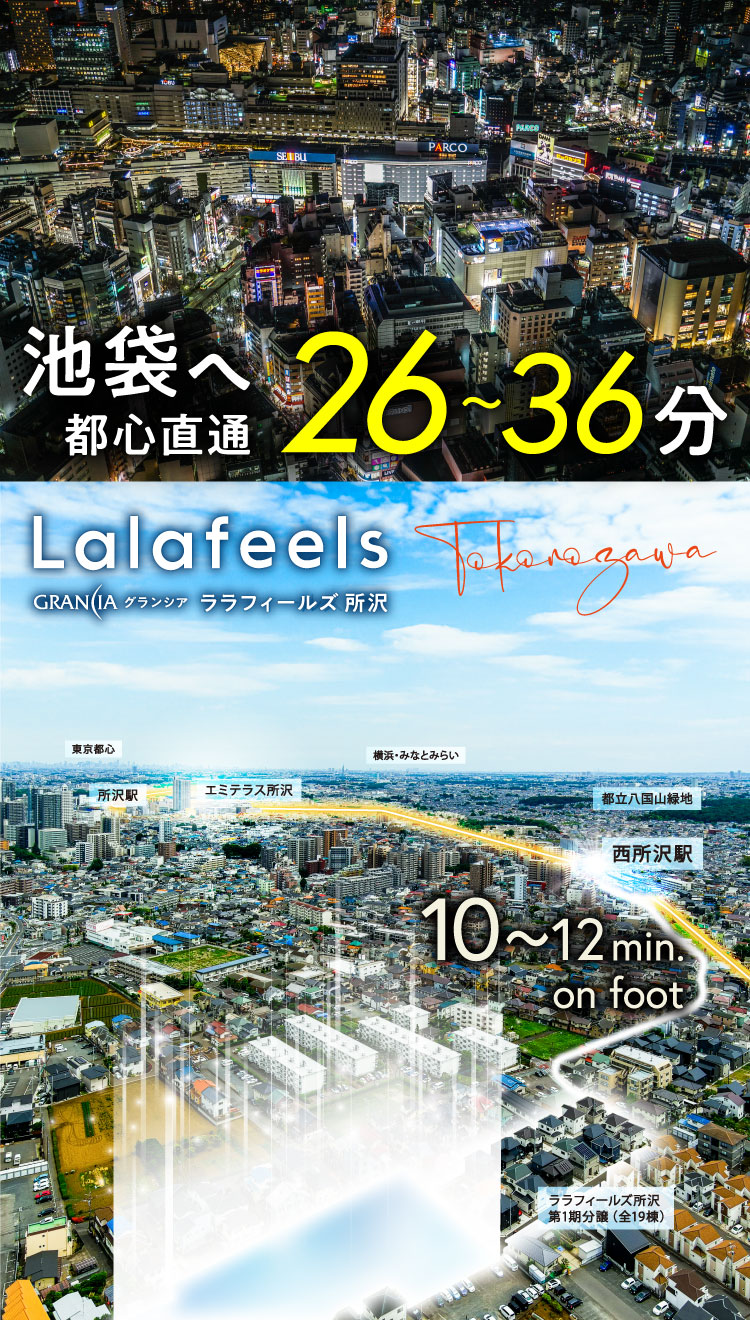 SEIBU
PARCO
PARCO
池袋へ
都心直通
26~36分
Lalafeels
Tokorozawa
GRANCIA グランシア ララフィールズ 所沢
東京都心
横浜・みなとみらい
所沢駅
エミテラス所沢
都立八国山緑地
西所沢駅
10~12 min.
on foot
ララフィールズ所沢
第1期分譲（全19棟）